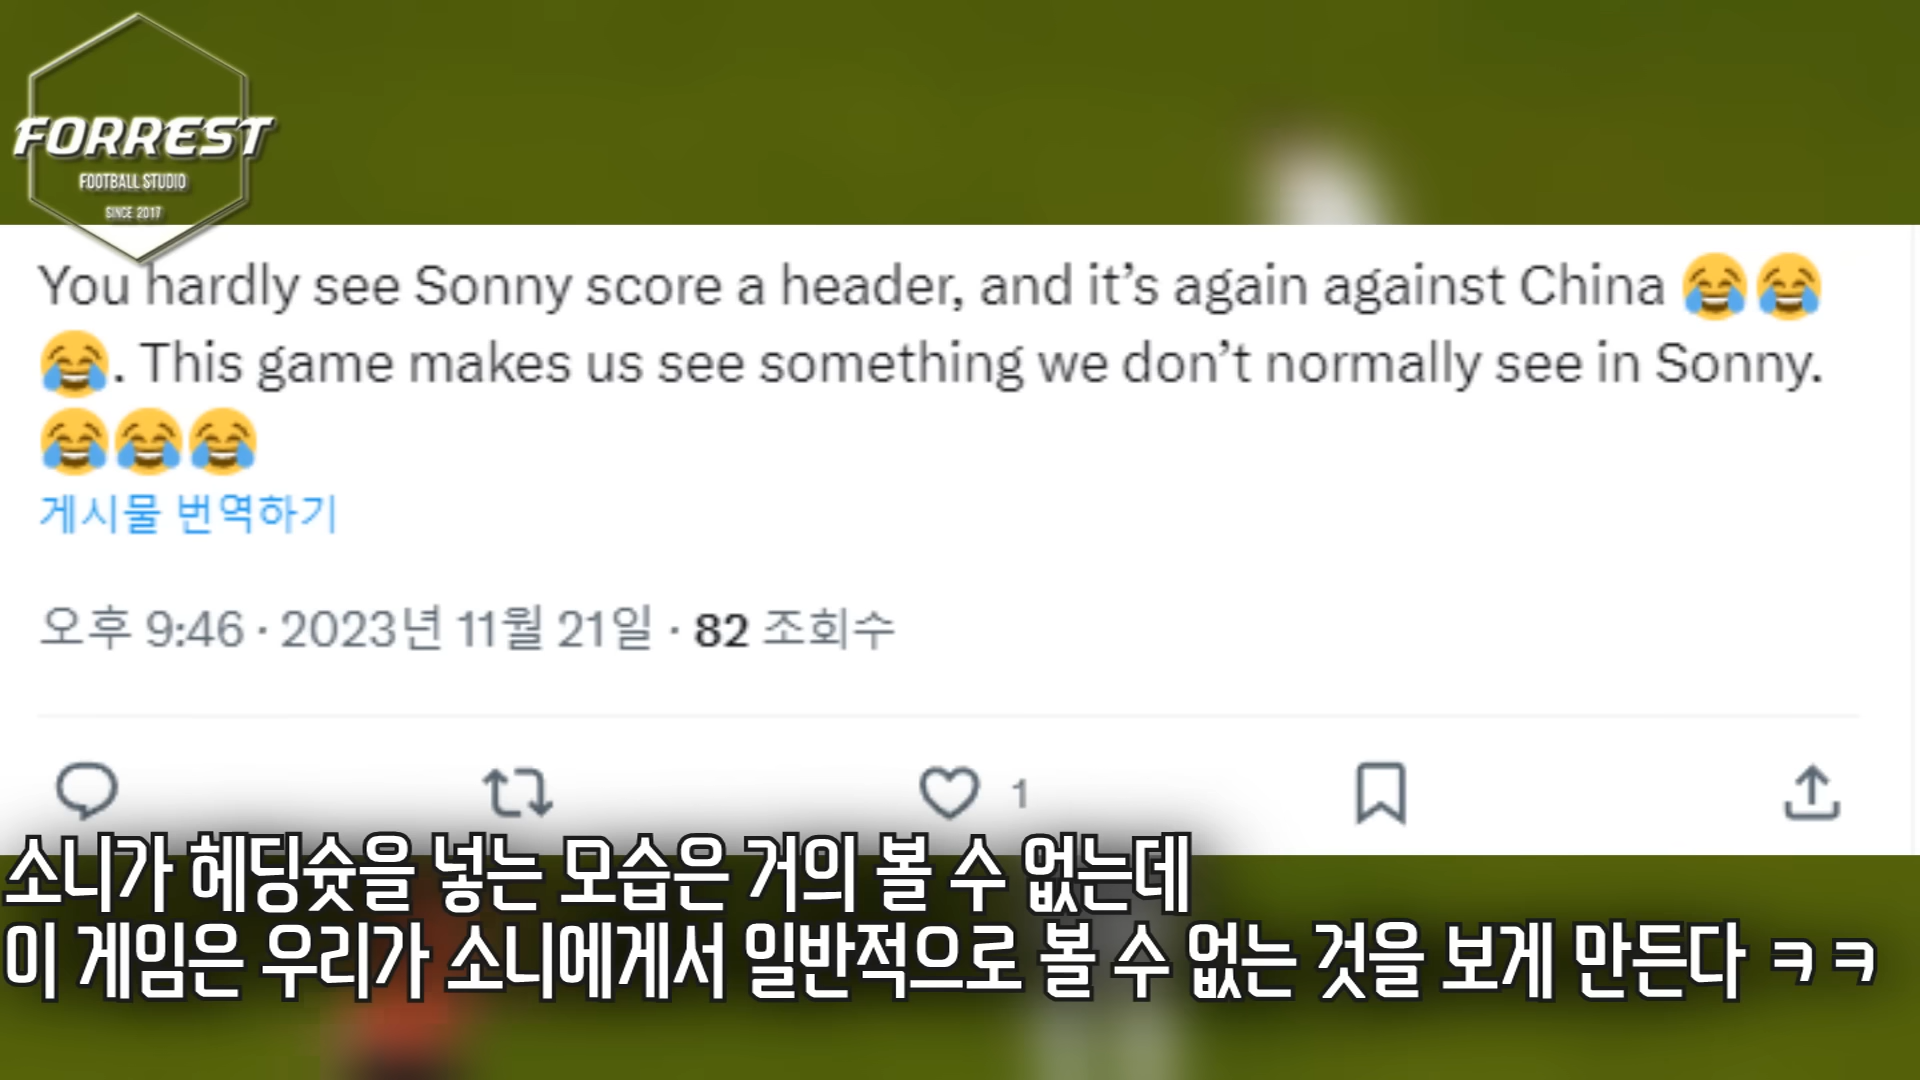 FORREST
FOOTBALL STUDIO
SINCE 2017
You hardly see Sonny score a header, and it’s again against China 😂😂
😂. This game makes us see something we don’t normally see in Sonny.
😂😂😂
게시물 번역하기
오후 9:46 · 2023년 11월 21일 · 82 조회수
1
소니가 헤딩슛을 넣는 모습은 거의 볼 수 없는데
이 게임은 우리가 소니에게서 일반적으로 볼 수 없는 것을 보게 만든다 ㅋㅋ